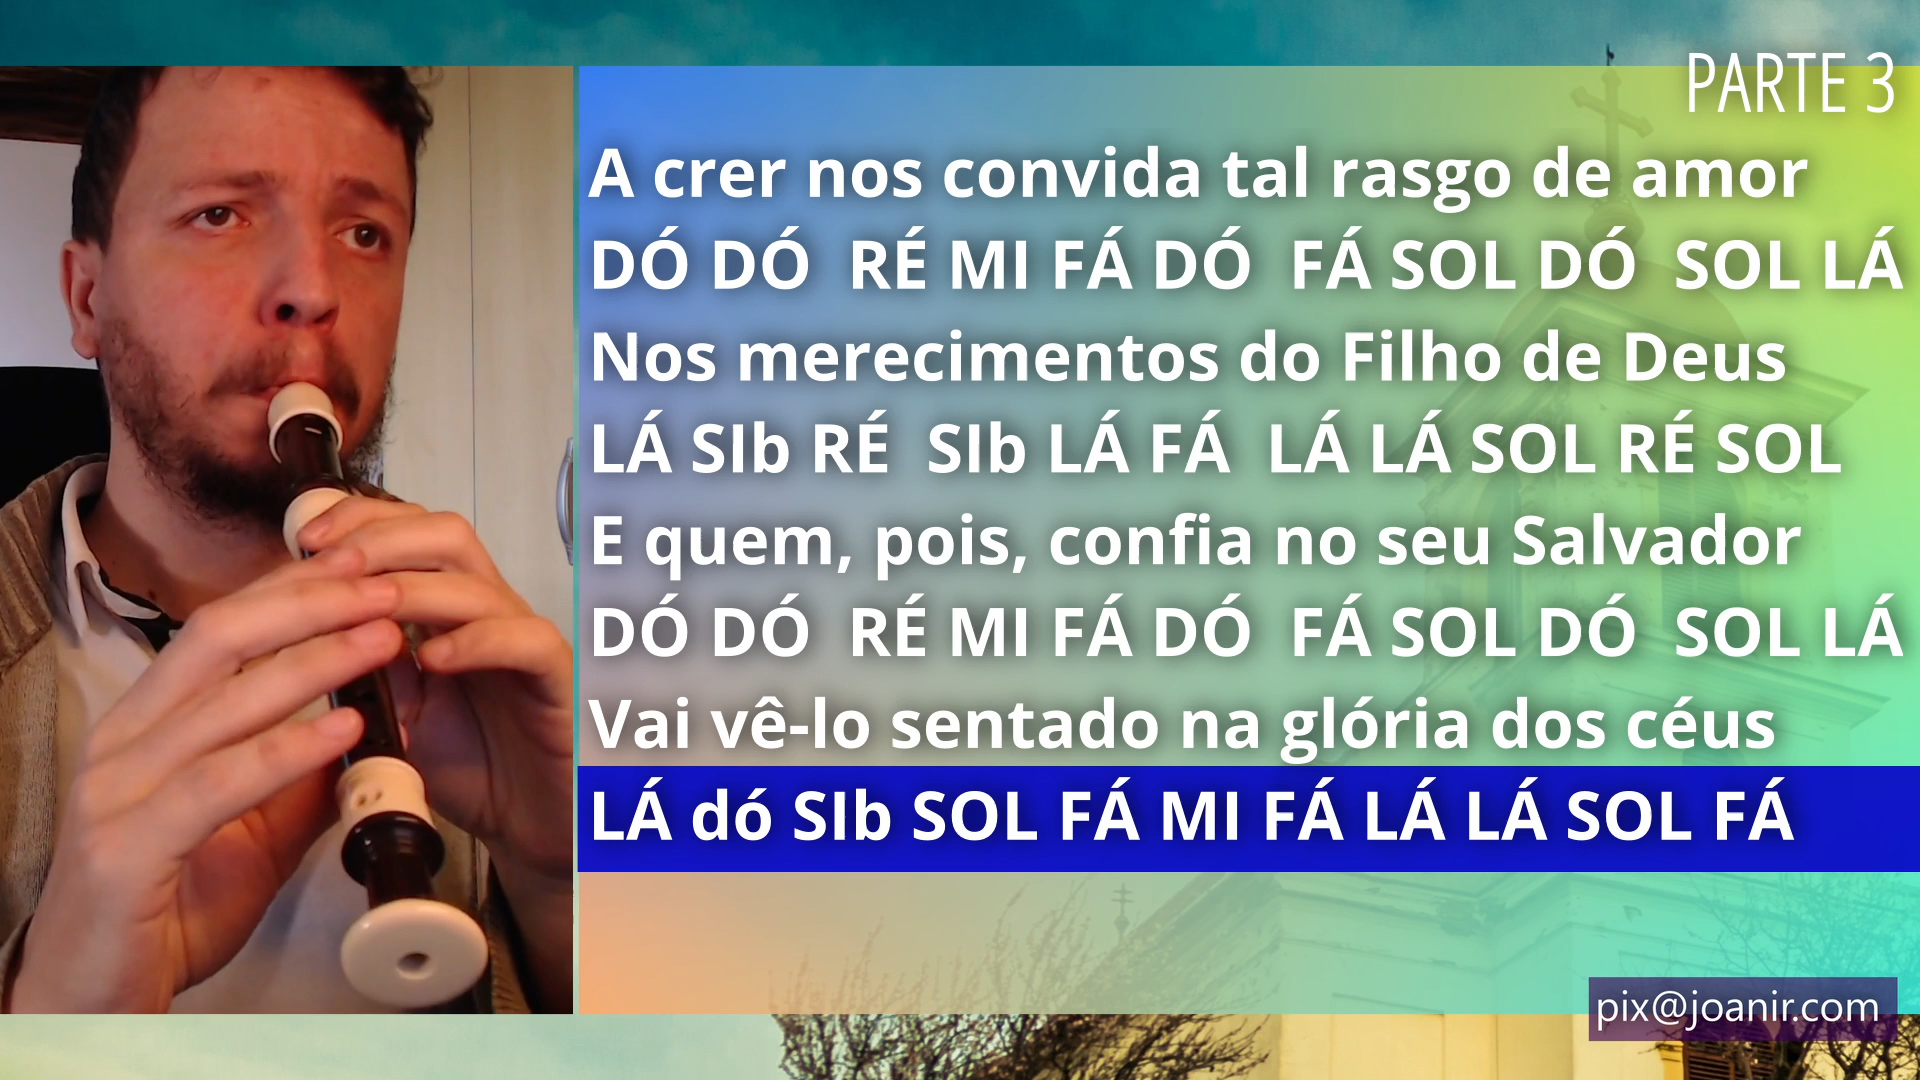 PARTE 3
A crer nos convida tal rasgo de amor
DÓ DÓ RÉ MI FÁ DÓ FÁ SOL DÓ SOL LÁ
Nos merecimentos do Filho de Deus
LÁ SIb RÉ SIb LÁ FÁ LÁ LÁ SOL RÉ SOL
E quem, pois, confia no seu Salvador
DÓ DÓ RÉ MI FÁ DÓ FÁ SOL DÓ SOL LÁ
Vai vê-lo sentado na glória dos céus
LÁ dó SIb SOL FÁ MI FÁ LÁ LÁ SOL FÁ
pix@joanir.com